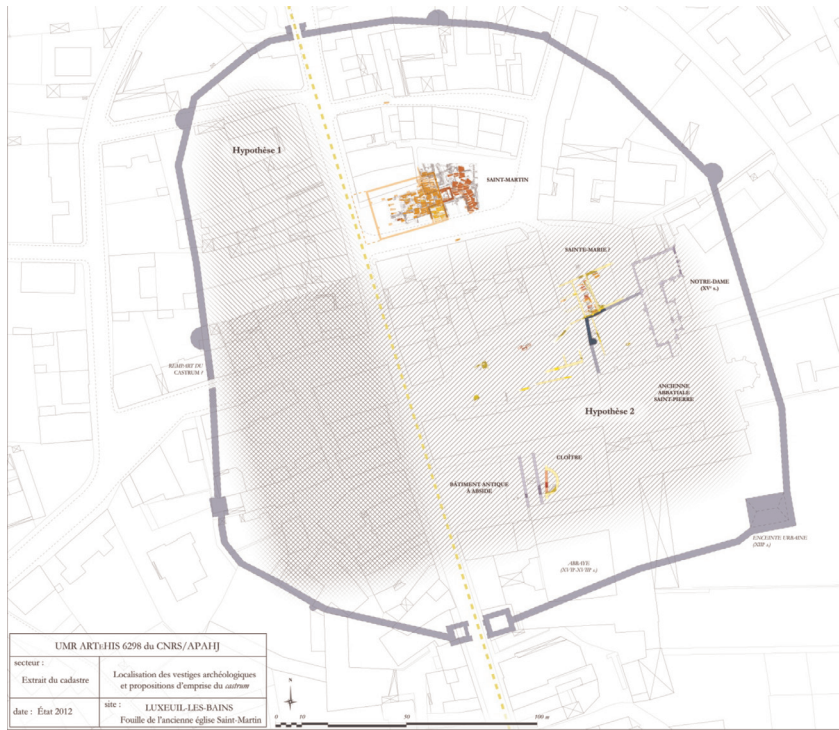 Hypothèse 1
SAINT-MARTIN
SAINTE-MARIE ?
NOTRE-DAME
(XVᵉ s.)
REMPART DU
CASTRUM ?
ANCIENNE
ABBATIALE
SAINT-PIERRE
Hypothèse 2
CLOÎTRE
BÂTIMENT ANTIQUE
À ABSIDE
ENCEINTE URBAINE
(XIIIᵉ s.)
ABBAYE
(XVIIᵉ-XVIIIᵉ s.)
UMR ARTeHIS 6298 du CNRS/APAHJ
secteur :
Extrait du cadastre
Localisation des vestiges archéologiques
et propositions d'emprise du castrum
date : État 2012
site : LUXEUIL-LES-BAINS
Fouille de l'ancienne église Saint-Martin
N
0 10 50 100 m